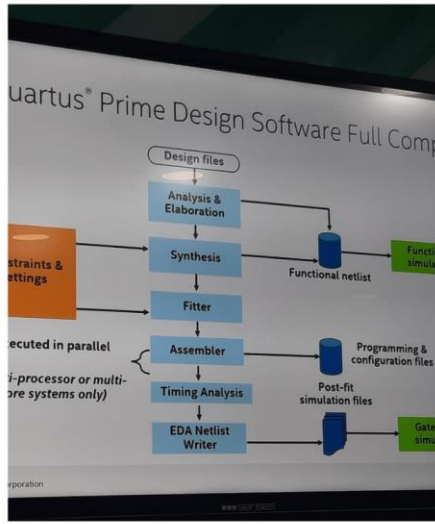 uartus® Prime Design Software Full Comp
Design files
Analysis &
Elaboration
Synthesis
Functional netlist
Functi
simula
straints &
ettings
Fitter
ecuted in parallel
Assembler
Programming &
configuration files
i-processor or multi-
ore systems only)
Timing Analysis
Post-fit
simulation files
EDA Netlist
Writer
Gate
simu
rporation